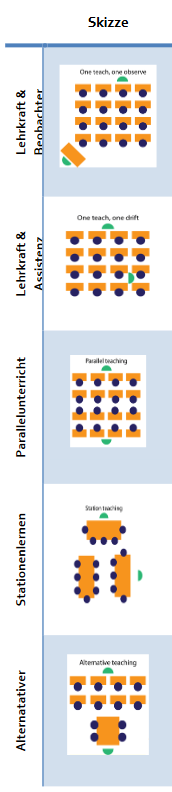 Skizze
Lehrkraft &
Beobachter
One teach, one observe
Lehrkraft &
Assistenz
One teach, one drift
Parallelunterricht
Parallel teaching
Stationenlernen
Station teaching
Alternatativer
Alternative teaching